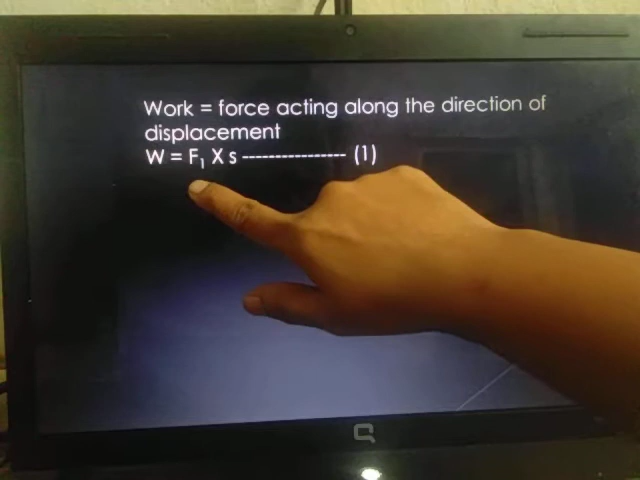 Work = force acting along the direction of
displacement
W = F₁ X s ---------------- (1)